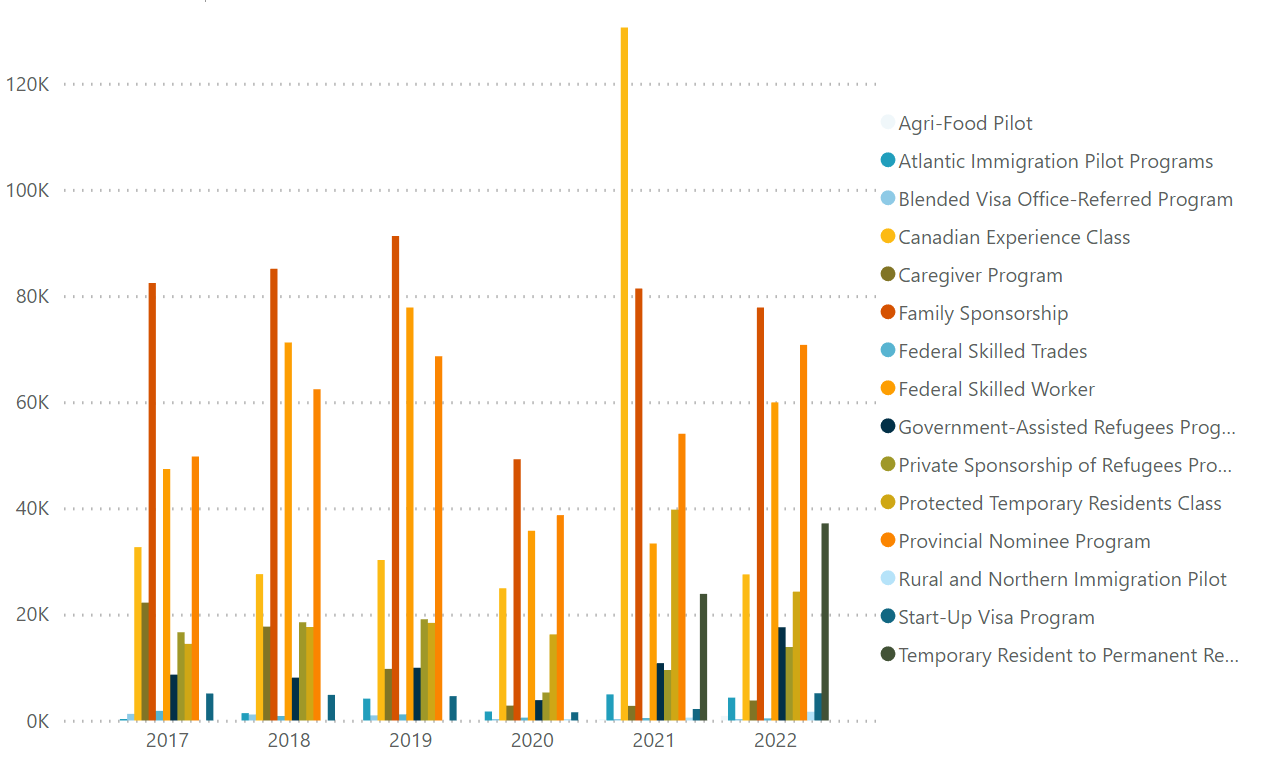 120K
100K
80K
60K
40K
20K
0K
2017 2018 2019 2020 2021 2022
Agri-Food Pilot
Atlantic Immigration Pilot Programs
Blended Visa Office-Referred Program
Canadian Experience Class
Caregiver Program
Family Sponsorship
Federal Skilled Trades
Federal Skilled Worker
Government-Assisted Refugees Prog...
Private Sponsorship of Refugees Pro...
Protected Temporary Residents Class
Provincial Nominee Program
Rural and Northern Immigration Pilot
Start-Up Visa Program
Temporary Resident to Permanent Re...